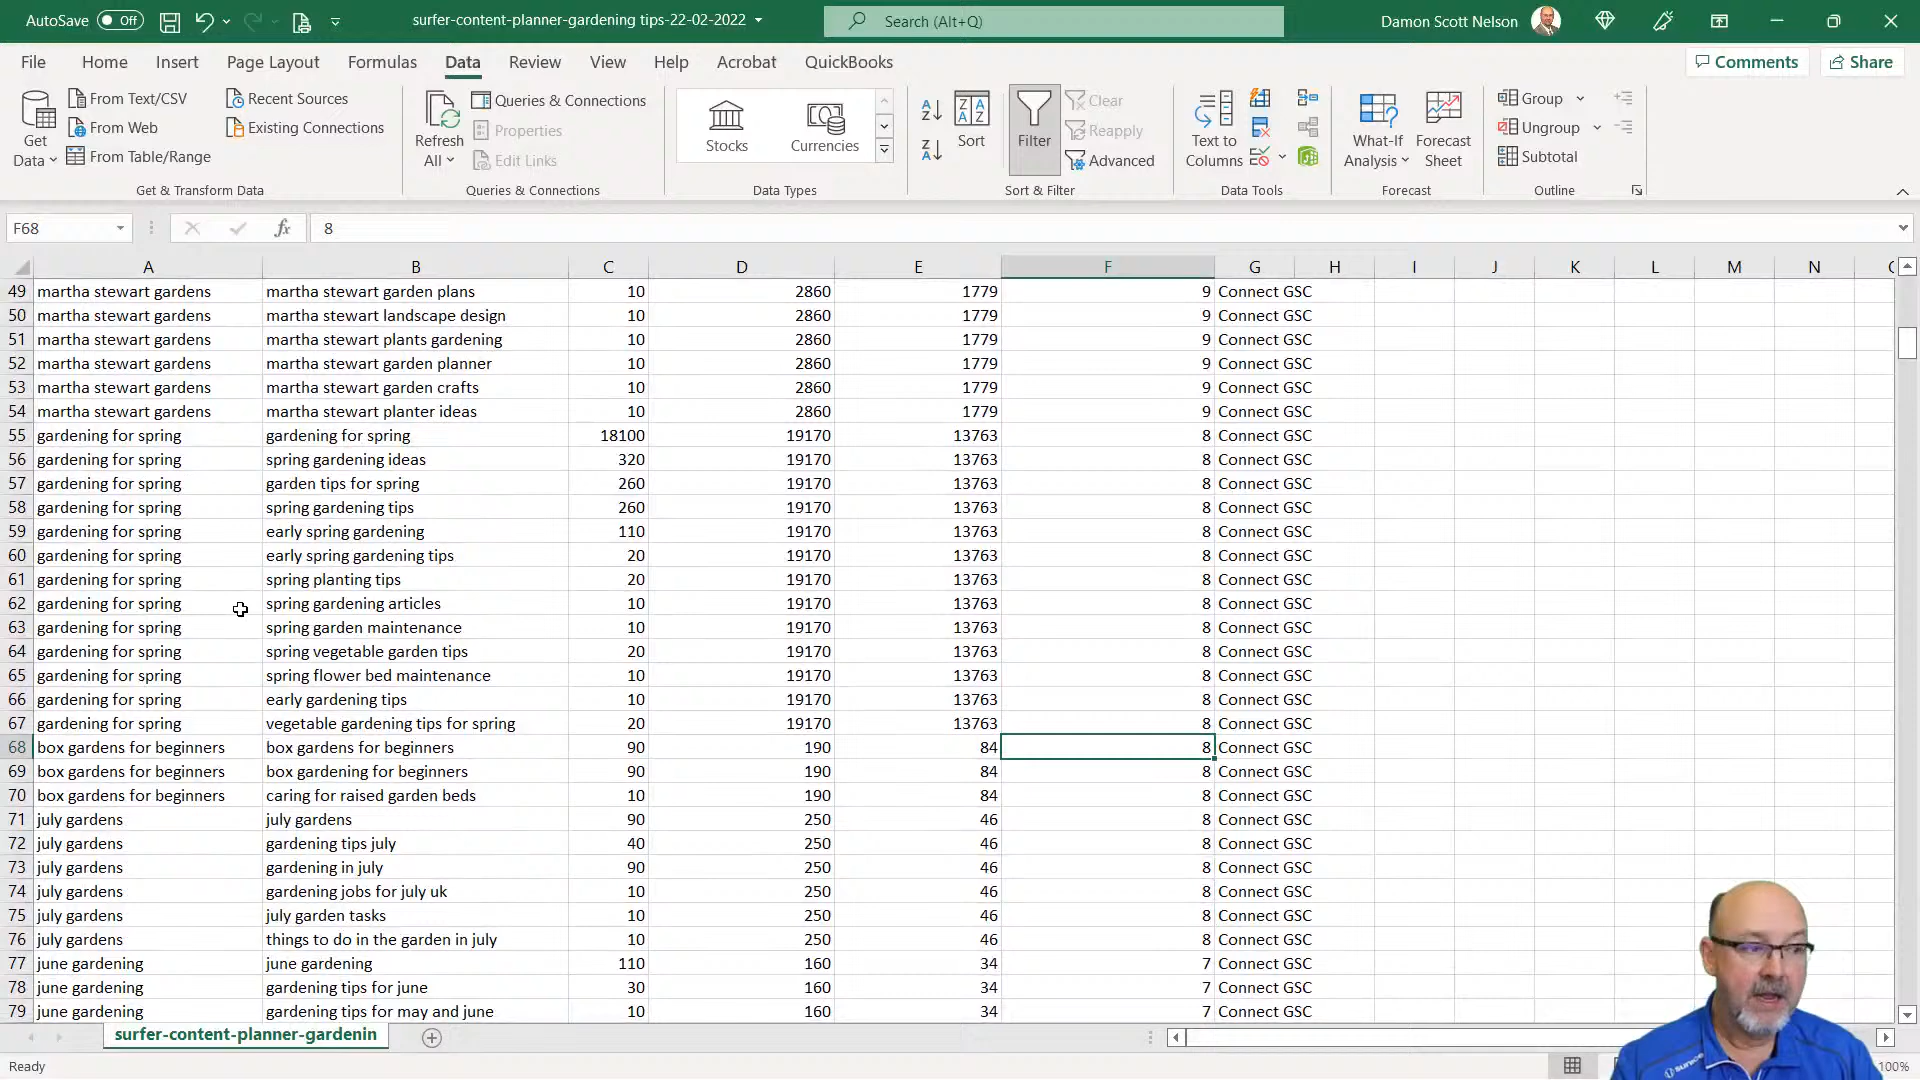 AutoSave Off surfer-content-planner-gardening tips-22-02-2022 Search (Alt+Q) Damon Scott Nelson
File Home Insert Page Layout Formulas Data Review View Help Acrobat QuickBooks Comments Share
Get Data From Text/CSV From Web From Table/Range Recent Sources Existing Connections
Refresh All Queries & Connections Properties Edit Links
Stocks Currencies
Sort Filter Clear Reapply Advanced
Text to Columns
What-If Analysis Forecast Sheet
Group Ungroup Subtotal
Get & Transform Data Queries & Connections Data Types Sort & Filter Data Tools Forecast Outline
F68 fx 8
A B C D E F G H I J K L M N
49 martha stewart gardens martha stewart garden plans 10 2860 1779 9 Connect GSC
50 martha stewart gardens martha stewart landscape design 10 2860 1779 9 Connect GSC
51 martha stewart gardens martha stewart plants gardening 10 2860 1779 9 Connect GSC
52 martha stewart gardens martha stewart garden planner 10 2860 1779 9 Connect GSC
53 martha stewart gardens martha stewart garden crafts 10 2860 1779 9 Connect GSC
54 martha stewart gardens martha stewart planter ideas 10 2860 1779 9 Connect GSC
55 gardening for spring gardening for spring 18100 19170 13763 8 Connect GSC
56 gardening for spring spring gardening ideas 320 19170 13763 8 Connect GSC
57 gardening for spring garden tips for spring 260 19170 13763 8 Connect GSC
58 gardening for spring spring gardening tips 260 19170 13763 8 Connect GSC
59 gardening for spring early spring gardening 110 19170 13763 8 Connect GSC
60 gardening for spring early spring gardening tips 20 19170 13763 8 Connect GSC
61 gardening for spring spring planting tips 20 19170 13763 8 Connect GSC
62 gardening for spring spring gardening articles 10 19170 13763 8 Connect GSC
63 gardening for spring spring garden maintenance 10 19170 13763 8 Connect GSC
64 gardening for spring spring vegetable garden tips 20 19170 13763 8 Connect GSC
65 gardening for spring spring flower bed maintenance 10 19170 13763 8 Connect GSC
66 gardening for spring early gardening tips 10 19170 13763 8 Connect GSC
67 gardening for spring vegetable gardening tips for spring 20 19170 13763 8 Connect GSC
68 box gardens for beginners box gardens for beginners 90 190 84 8 Connect GSC
69 box gardens for beginners box gardening for beginners 90 190 84 8 Connect GSC
70 box gardens for beginners caring for raised garden beds 10 190 84 8 Connect GSC
71 july gardens july gardens 90 250 46 8 Connect GSC
72 july gardens gardening tips july 40 250 46 8 Connect GSC
73 july gardens gardening in july 90 250 46 8 Connect GSC
74 july gardens gardening jobs for july uk 10 250 46 8 Connect GSC
75 july gardens july garden tasks 10 250 46 8 Connect GSC
76 july gardens things to do in the garden in july 10 250 46 8 Connect GSC
77 june gardening june gardening 110 160 34 7 Connect GSC
78 june gardening gardening tips for june 30 160 34 7 Connect GSC
79 june gardening gardening tips for may and june 10 160 34 7 Connect GSC
surfer-content-planner-gardenin
Ready 100%